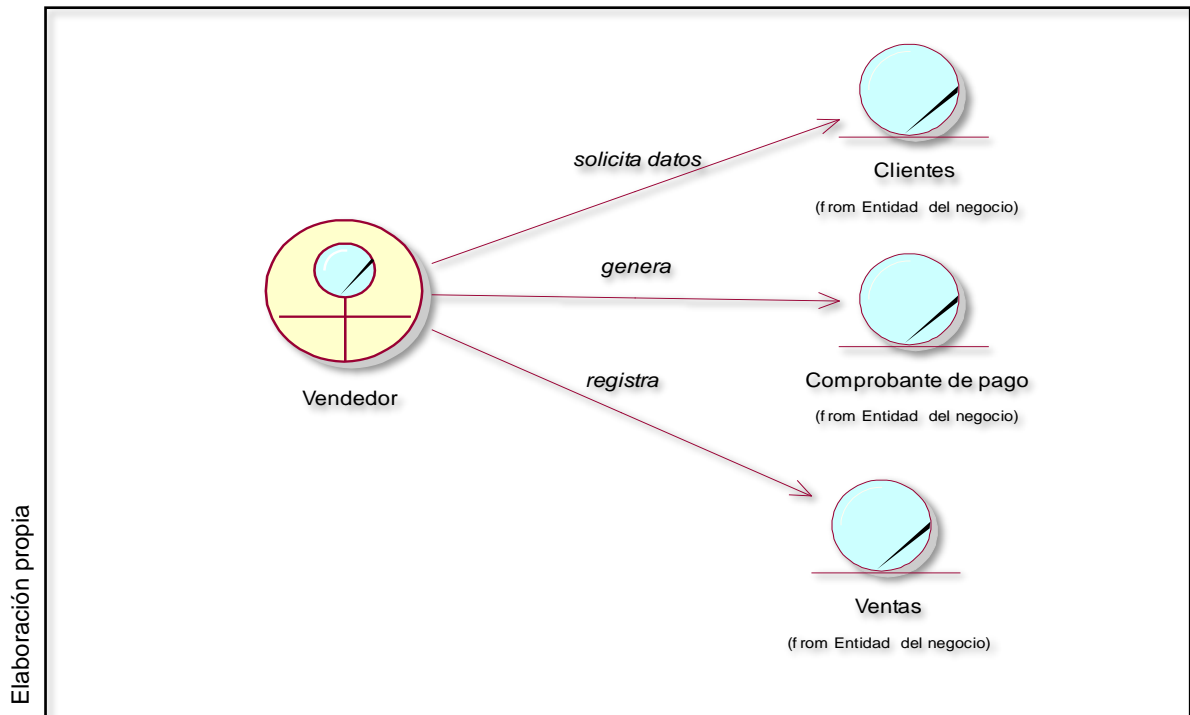 solicita datos
Clientes
(from Entidad del negocio)
genera
Vendedor
Comprobante de pago
(from Entidad del negocio)
registra
Ventas
(from Entidad del negocio)
Elaboración propia